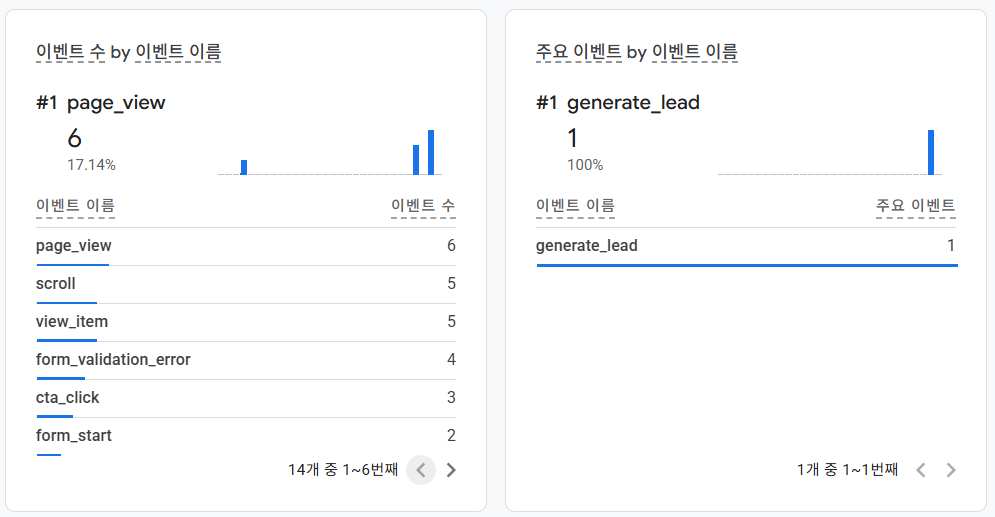 이벤트 수 by 이벤트 이름
#1 page_view
6
17.14%
이벤트 이름 이벤트 수
page_view 6
scroll 5
view_item 5
form_validation_error 4
cta_click 3
form_start 2
14개 중 1~6번째
주요 이벤트 by 이벤트 이름
#1 generate_lead
1
100%
이벤트 이름 주요 이벤트
generate_lead 1
1개 중 1~1번째